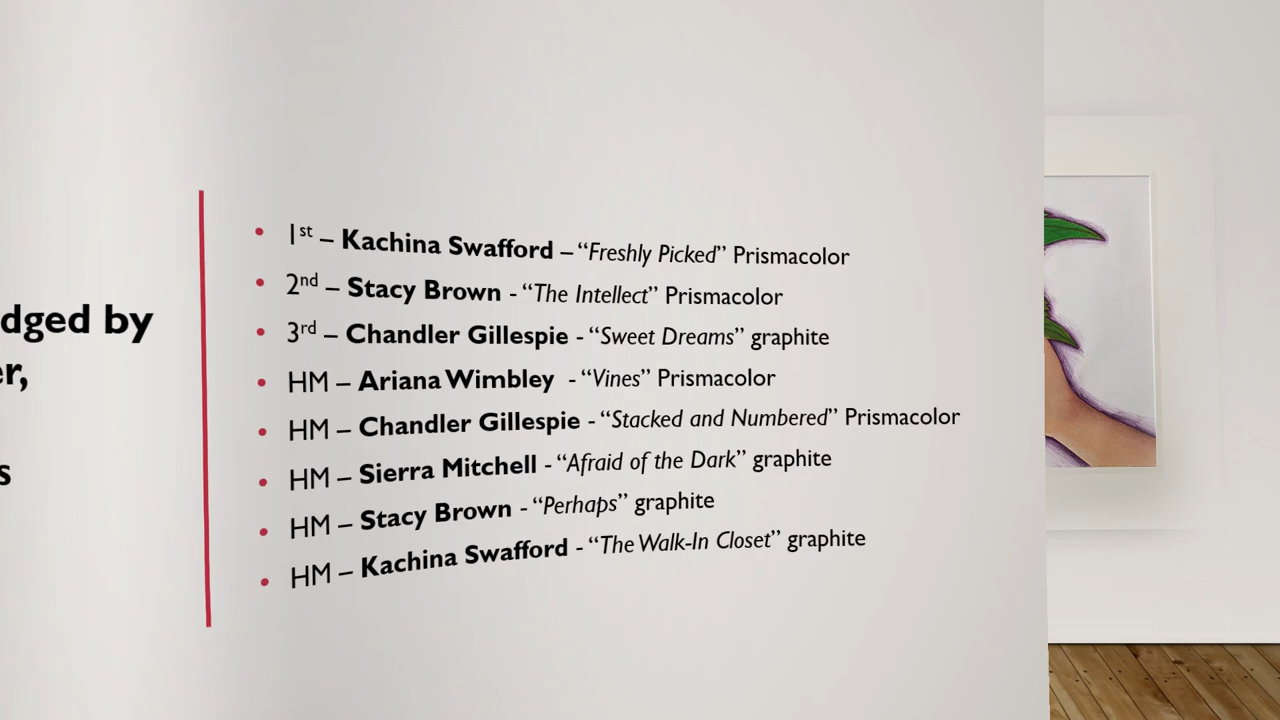 dged by
er,
s
• 1st – Kachina Swafford – “Freshly Picked” Prismacolor
• 2nd – Stacy Brown - “The Intellect” Prismacolor
• 3rd – Chandler Gillespie - “Sweet Dreams” graphite
• HM – Ariana Wimbley - “Vines” Prismacolor
• HM – Chandler Gillespie - “Stacked and Numbered” Prismacolor
• HM – Sierra Mitchell - “Afraid of the Dark” graphite
• HM – Stacy Brown - “Perhaps” graphite
• HM – Kachina Swafford - “The Walk-In Closet” graphite